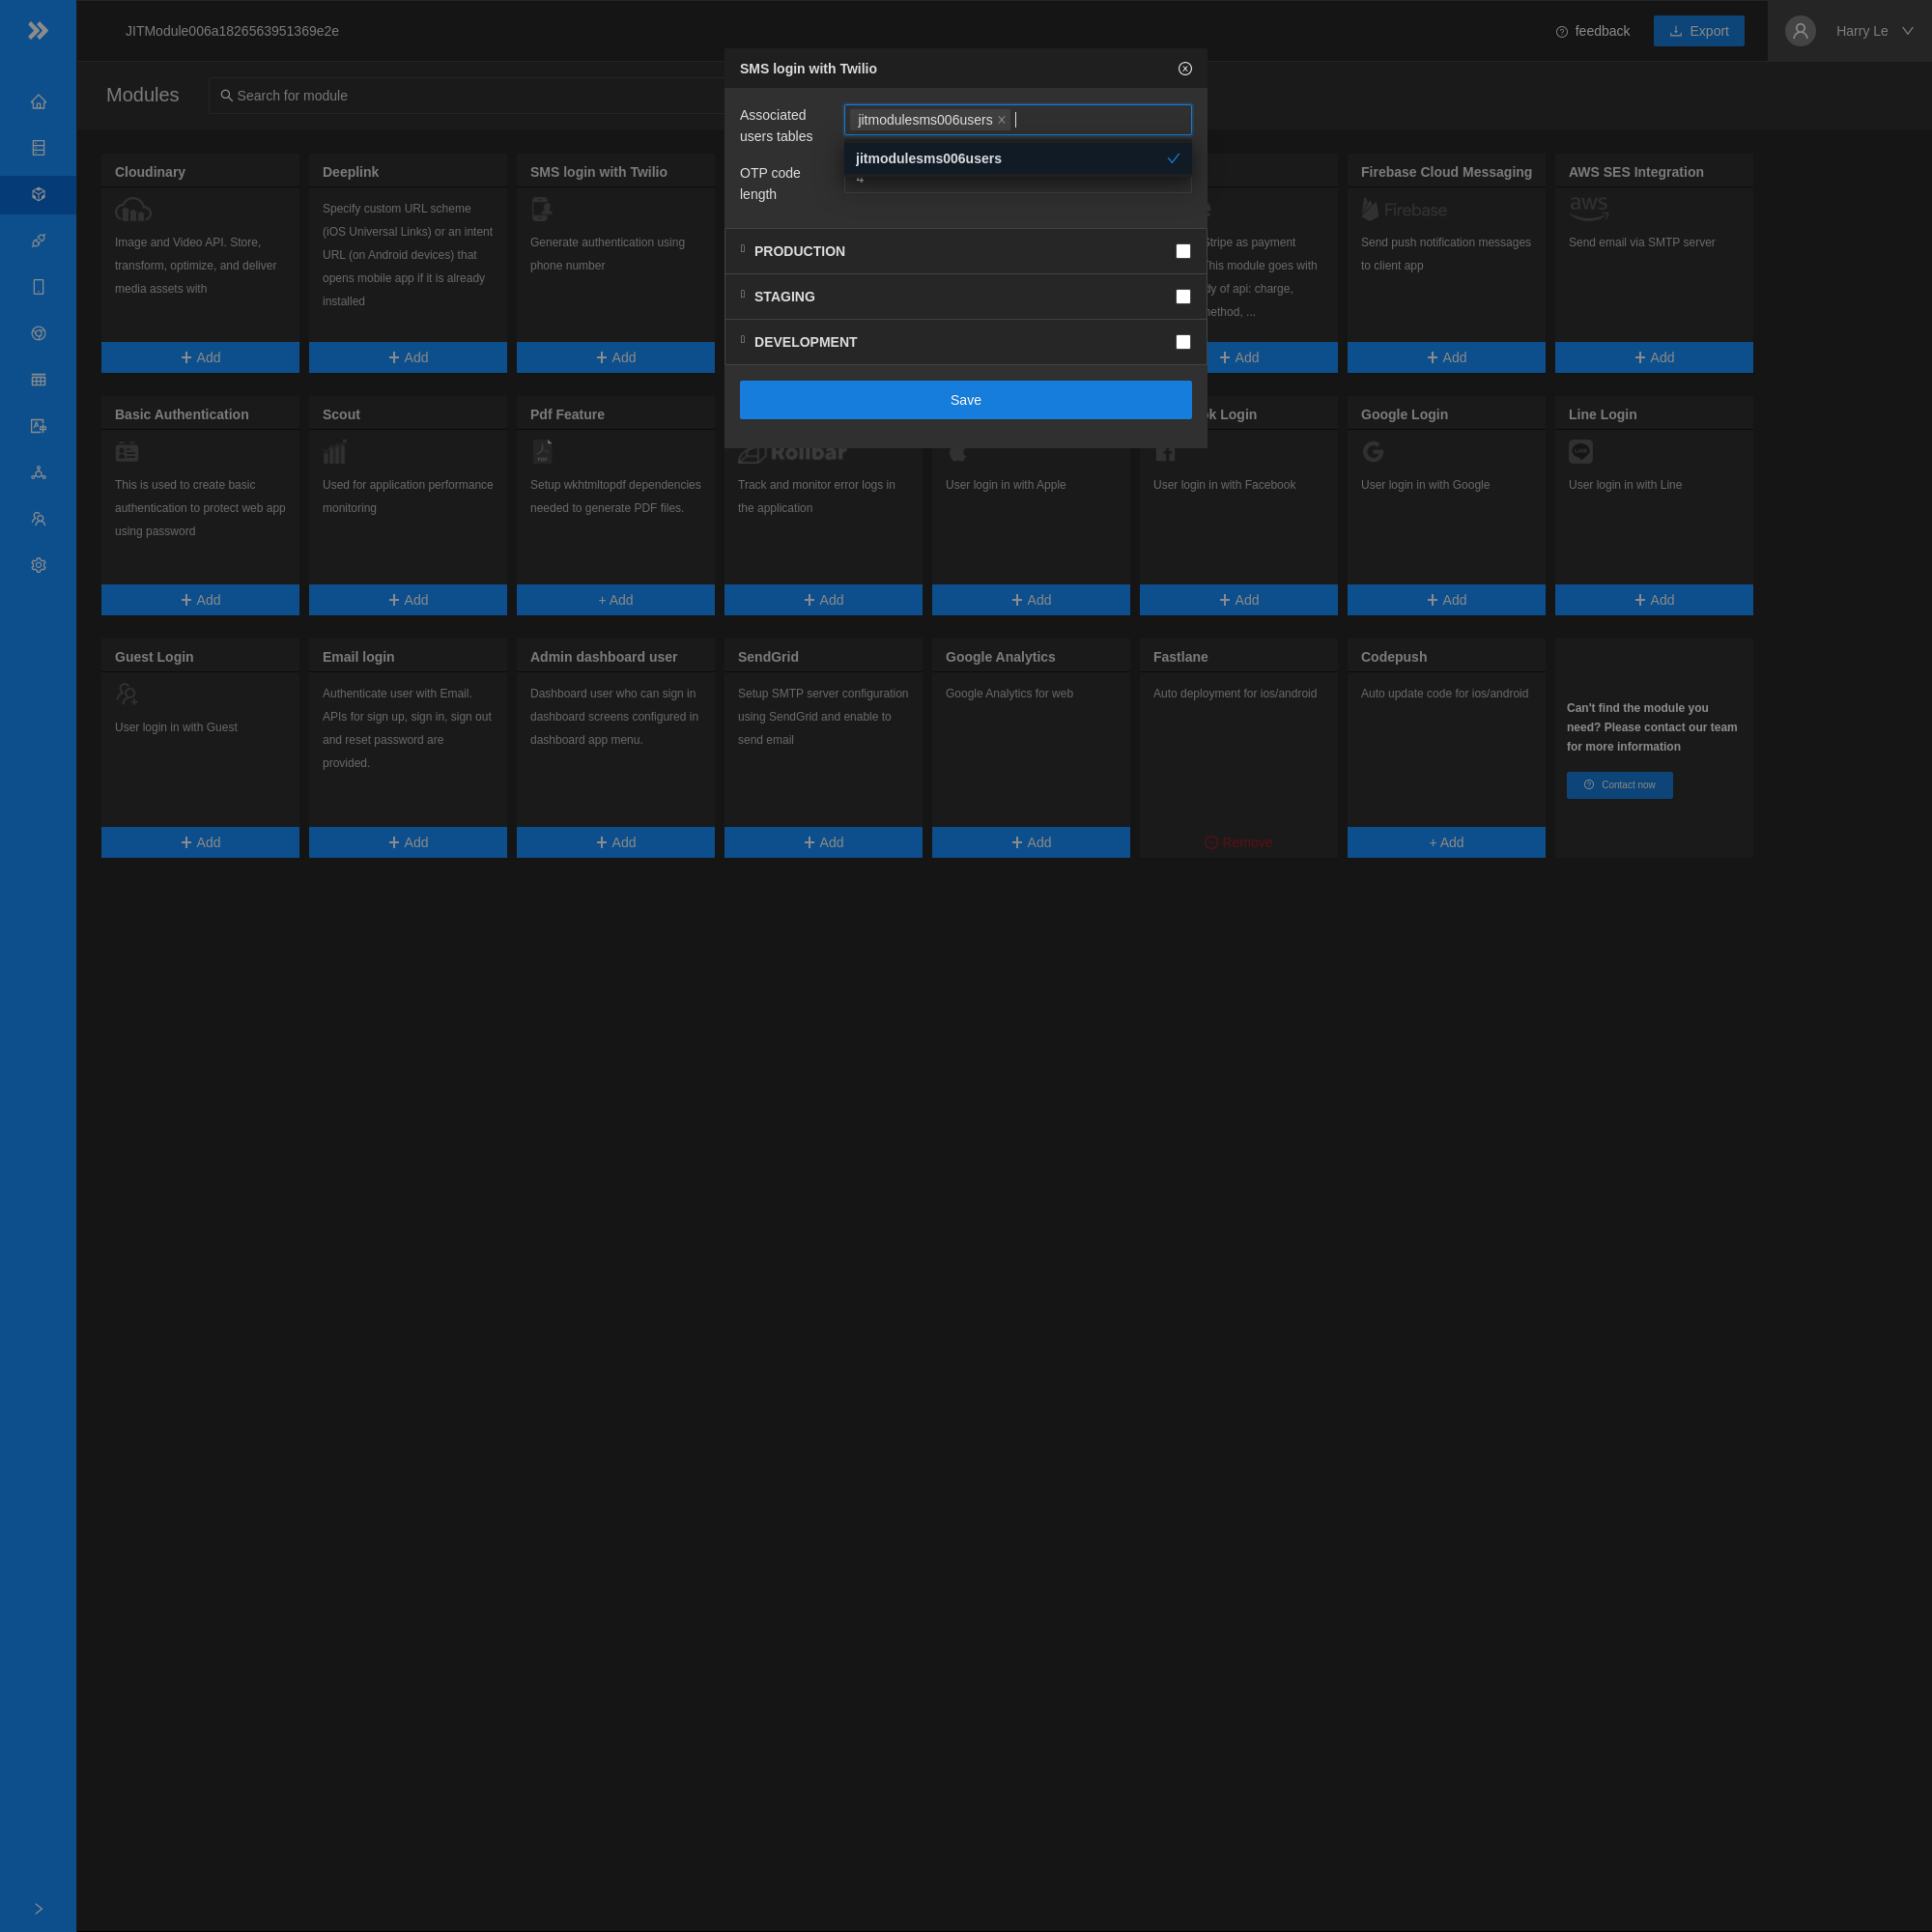 JITModule006a1826563951369e2e
feedback
Export
Harry Le
Modules
Search for module
SMS login with Twilio
Associated
users tables
jitmodulesms006users
jitmodulesms006users
OTP code
length
PRODUCTION
STAGING
DEVELOPMENT
Save
Cloudinary
Image and Video API. Store,
transform, optimize, and deliver
media assets with
Add
Deeplink
Specify custom URL scheme
(iOS Universal Links) or an intent
URL (on Android devices) that
opens mobile app if it is already
installed
Add
SMS login with Twilio
Generate authentication using
phone number
Add
Stripe as payment
This module goes with
of api: charge,
method, ...
Add
Firebase Cloud Messaging
Firebase
Send push notification messages
to client app
Add
AWS SES Integration
aws
Send email via SMTP server
Add
Basic Authentication
This is used to create basic
authentication to protect web app
using password
Add
Scout
Used for application performance
monitoring
Add
Pdf Feature
PDF
Setup wkhtmltopdf dependencies
needed to generate PDF files.
+ Add
Rollbar
Track and monitor error logs in
the application
Add
User login in with Apple
Add
k Login
User login in with Facebook
Add
Google Login
User login in with Google
Add
Line Login
LINE
User login in with Line
Add
Guest Login
User login in with Guest
Add
Email login
Authenticate user with Email.
APIs for sign up, sign in, sign out
and reset password are
provided.
Add
Admin dashboard user
Dashboard user who can sign in
dashboard screens configured in
dashboard app menu.
Add
SendGrid
Setup SMTP server configuration
using SendGrid and enable to
send email
Add
Google Analytics
Google Analytics for web
Add
Fastlane
Auto deployment for ios/android
Remove
Codepush
Auto update code for ios/android
+ Add
Can't find the module you
need? Please contact our team
for more information
Contact now